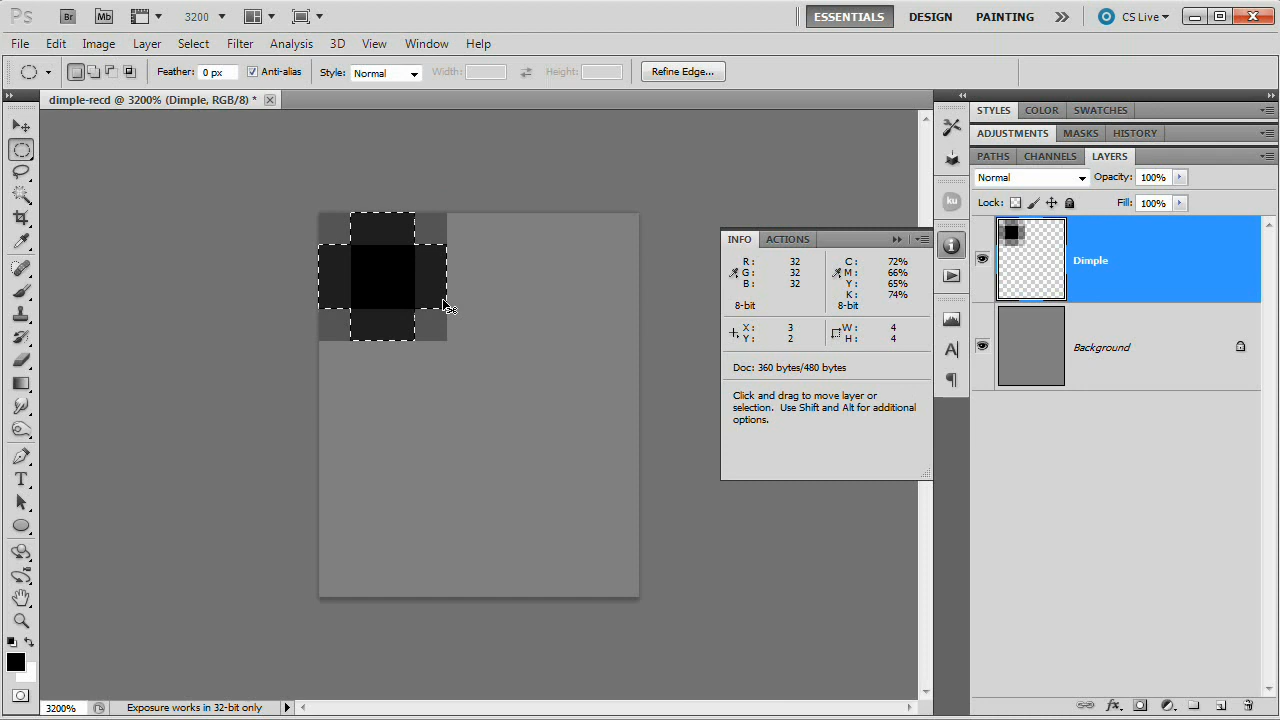 Ps Br Mb 3200 ESSENTIALS DESIGN PAINTING CS Live
File Edit Image Layer Select Filter Analysis 3D View Window Help
Feather: 0 px Anti-alias Style: Normal Width: Height: Refine Edge...
dimple-recd @ 3200% (Dimple, RGB/8) *
STYLES COLOR SWATCHES
ADJUSTMENTS MASKS HISTORY
PATHS CHANNELS LAYERS
Normal Opacity: 100%
Lock: Fill: 100%
ku
Dimple
Background
INFO ACTIONS
R: 32 C: 72%
G: 32 M: 66%
B: 32 Y: 65%
K: 74%
8-bit 8-bit
X: 3 W: 4
Y: 2 H: 4
Doc: 360 bytes/480 bytes
Click and drag to move layer or
selection. Use Shift and Alt for additional
options.
A
T
fx
3200% Exposure works in 32-bit only